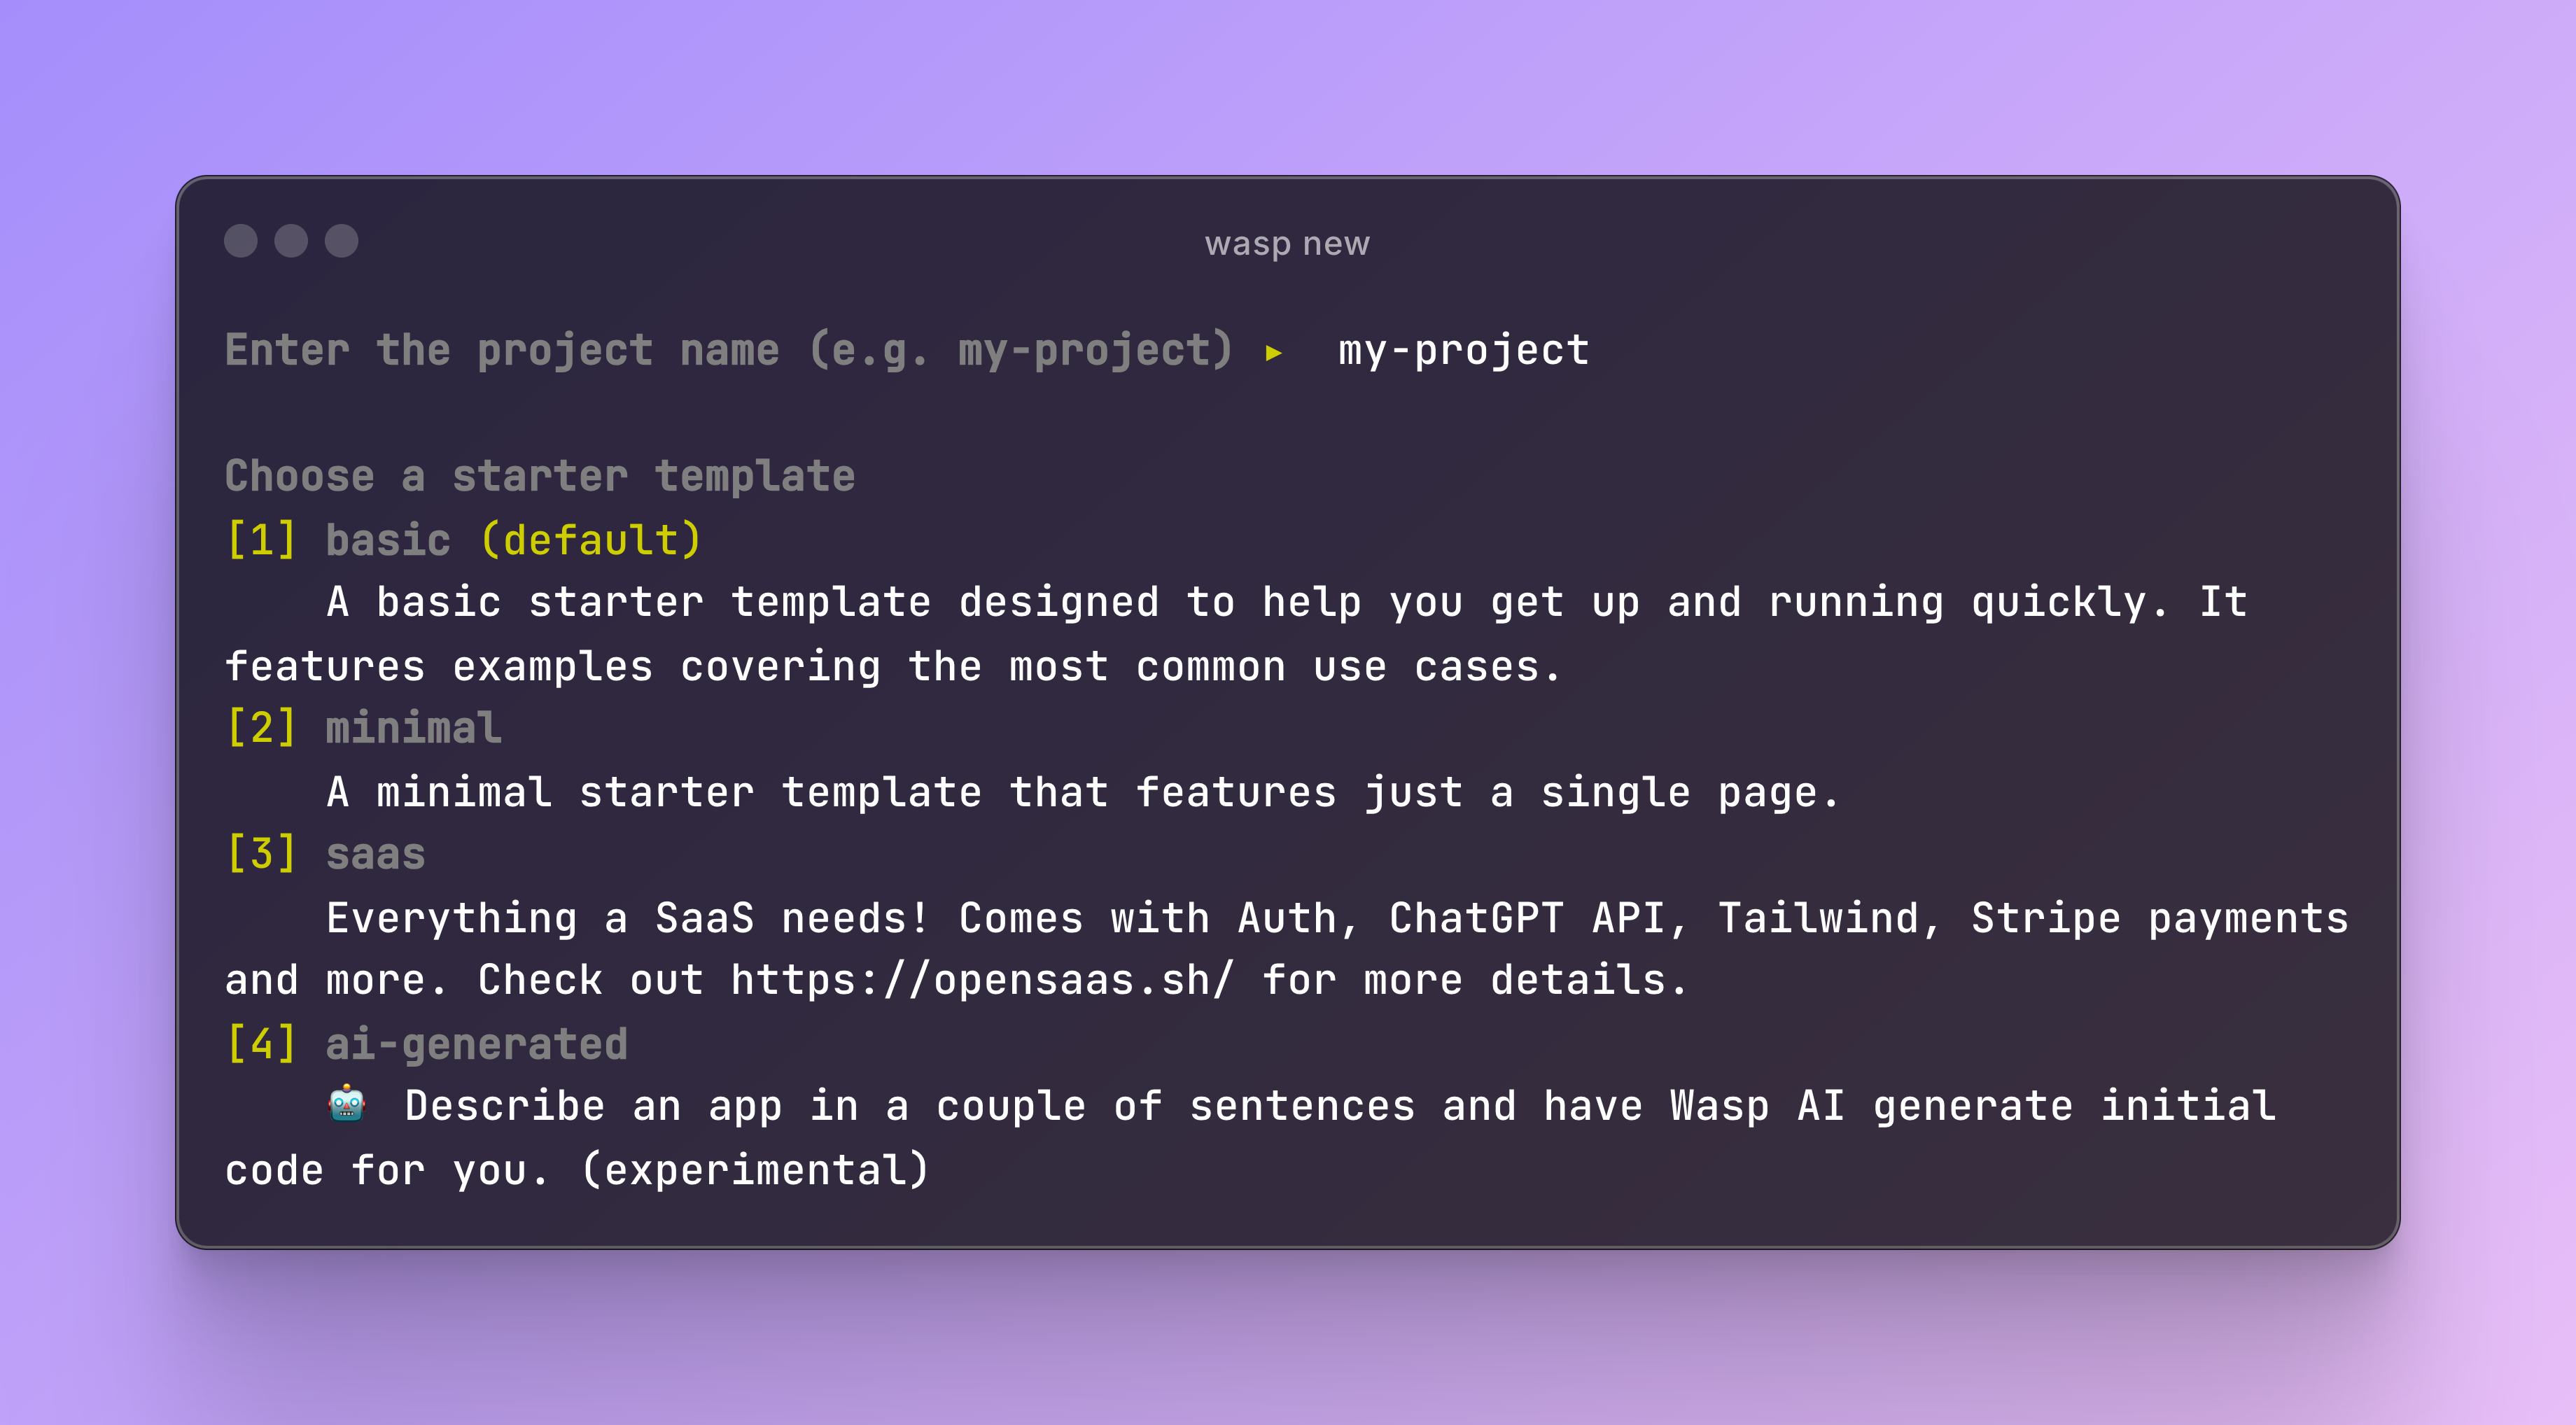 wasp new
Enter the project name (e.g. my-project) ▸ my-project
Choose a starter template
[1] basic (default)
A basic starter template designed to help you get up and running quickly. It
features examples covering the most common use cases.
[2] minimal
A minimal starter template that features just a single page.
[3] saas
Everything a SaaS needs! Comes with Auth, ChatGPT API, Tailwind, Stripe payments
and more. Check out https://opensaas.sh/ for more details.
[4] ai-generated
🤖 Describe an app in a couple of sentences and have Wasp AI generate initial
code for you. (experimental)